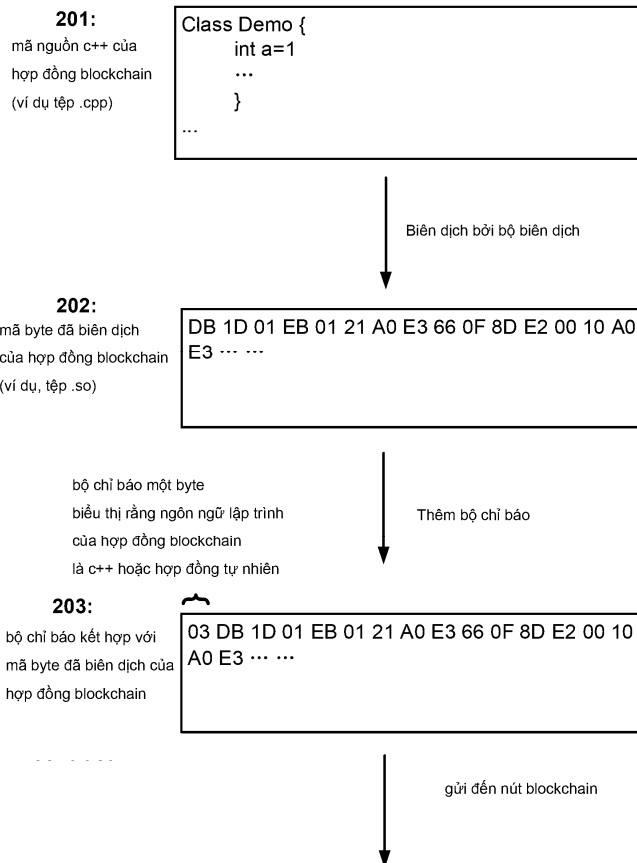 201:
mã nguồn c++ của
hợp đồng blockchain
(ví dụ tệp .cpp)
Class Demo {
int a=1
...
}
...
Biên dịch bởi bộ biên dịch
202:
mã byte đã biên dịch
của hợp đồng blockchain
(ví dụ, tệp .so)
DB 1D 01 EB 01 21 A0 E3 66 0F 8D E2 00 10 A0
E3 ... ...
bộ chỉ báo một byte
biểu thị rằng ngôn ngữ lập trình
của hợp đồng blockchain
là c++ hoặc hợp đồng tự nhiên
Thêm bộ chỉ báo
203:
bộ chỉ báo kết hợp với
mã byte đã biên dịch của
hợp đồng blockchain
03 DB 1D 01 EB 01 21 A0 E3 66 0F 8D E2 00 10
A0 E3 ... ...
gửi đến nút blockchain